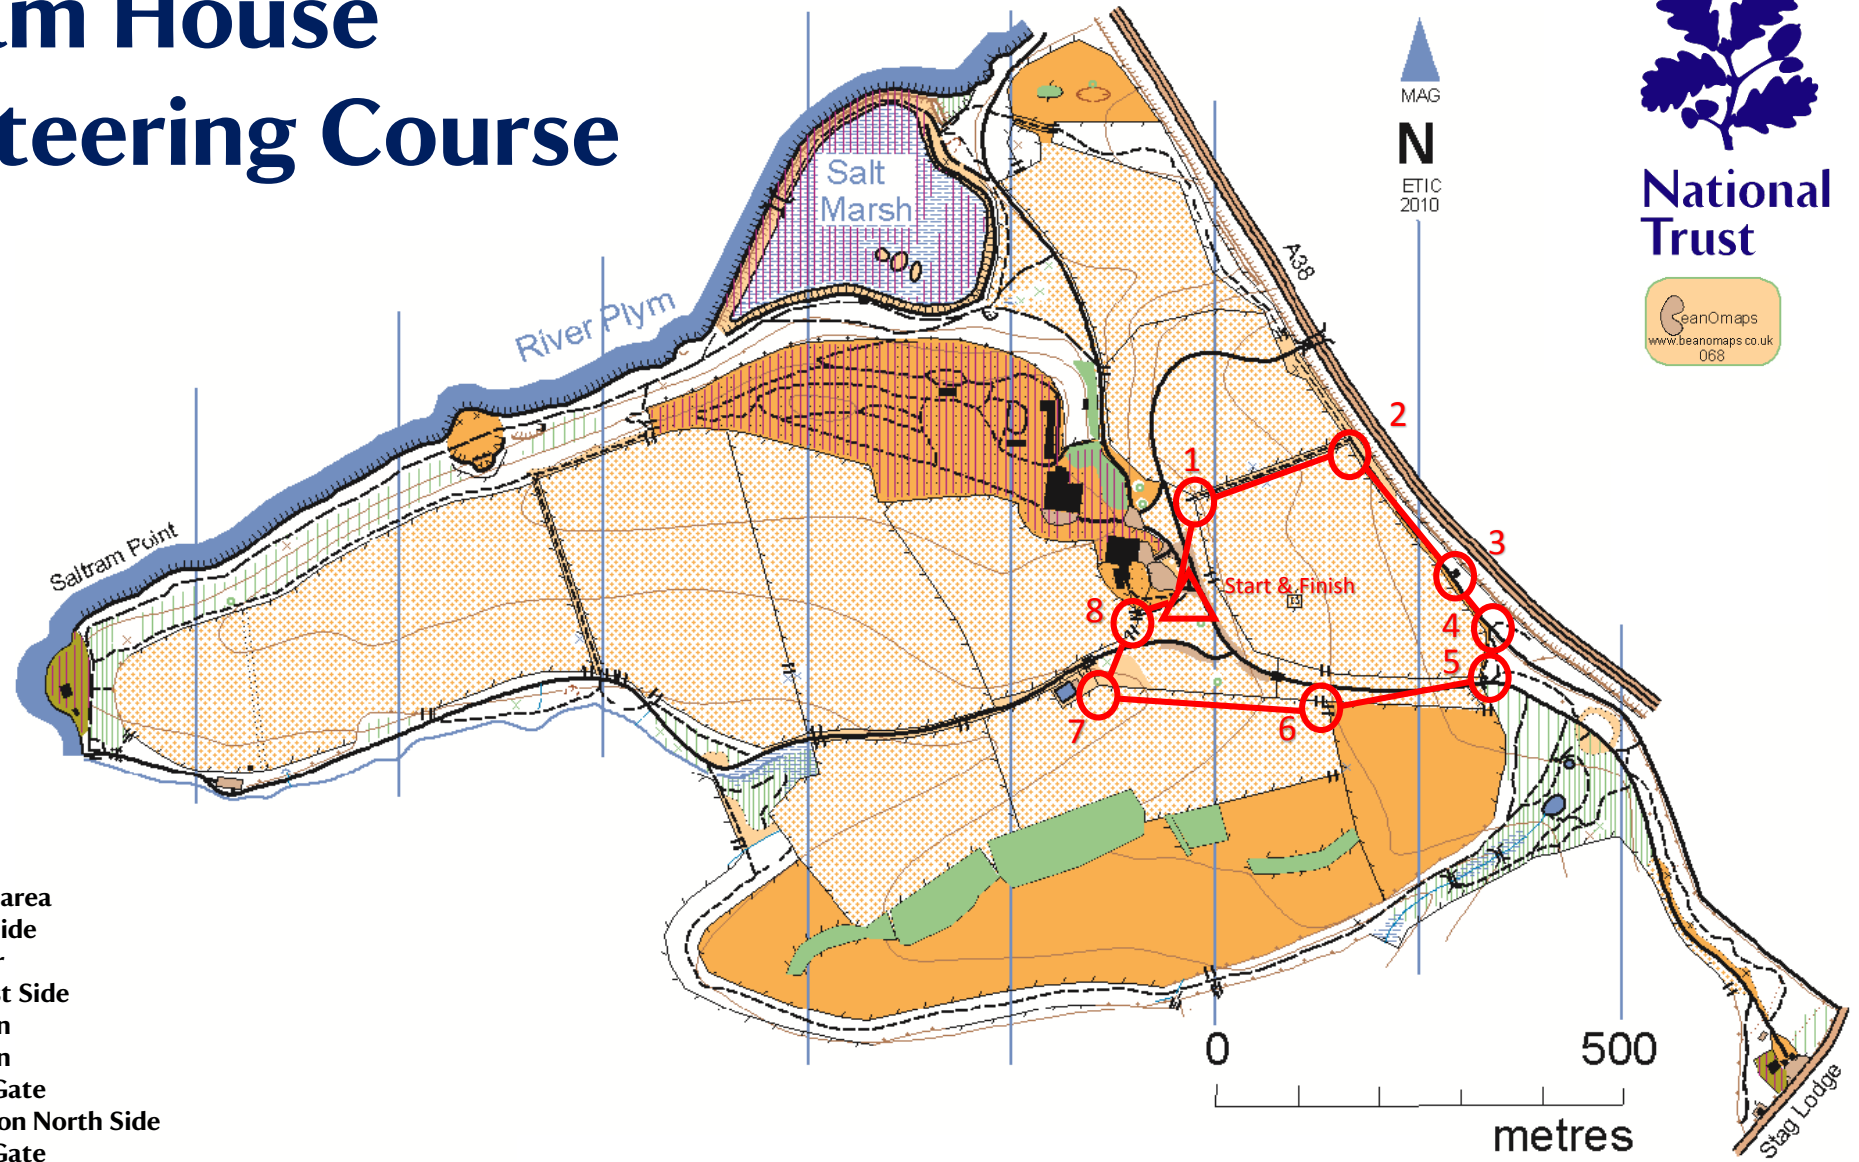 House
Course
MAG
N
ETIC
2010
National
Trust
eanOmaps
www.beanomaps.co.uk
068
Salt
Marsh
River Plym
A38
Saltram Point
1
2
3
4
5
6
7
8
Start & Finish
area
t Side
Gate
on North Side
Gate
0
500
metres
Stag Lodge